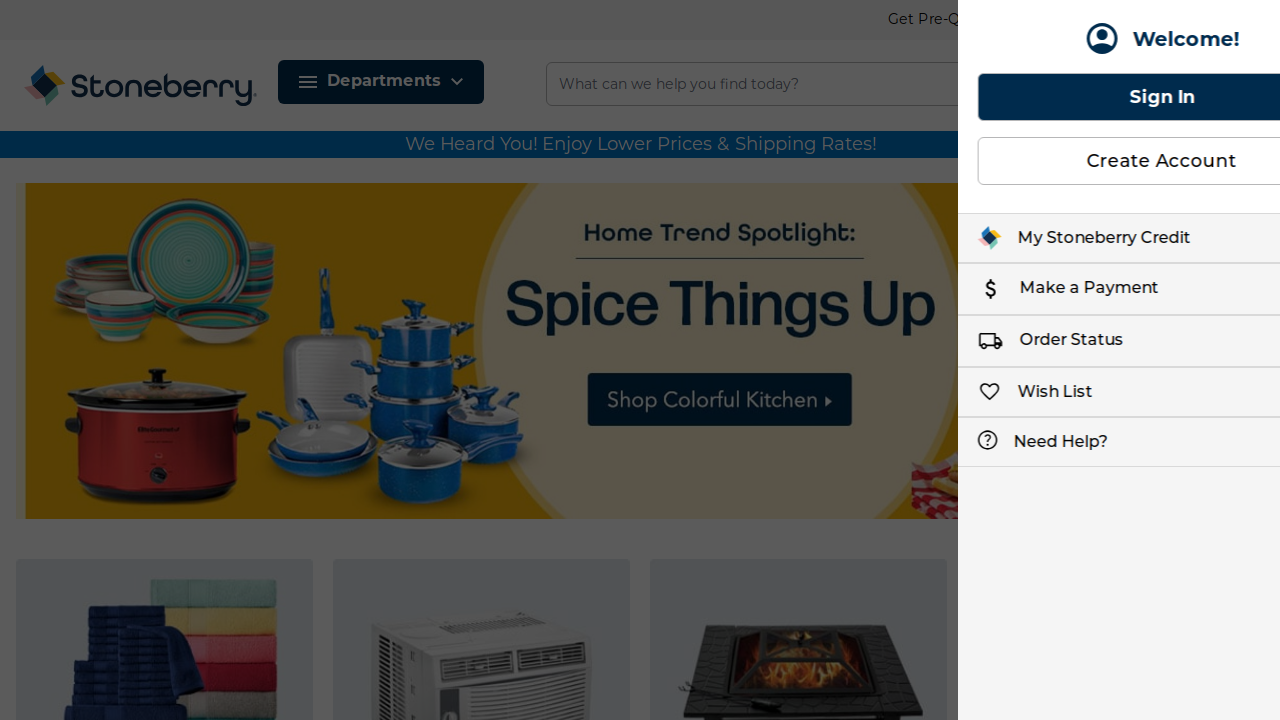 Get Pre-Q
Stoneberry
Departments
What can we help you find today?
We Heard You! Enjoy Lower Prices & Shipping Rates!
Home Trend Spotlight:
Spice Things Up
Shop Colorful Kitchen
Welcome!
Sign In
Create Account
My Stoneberry Credit
Make a Payment
Order Status
Wish List
Need Help?